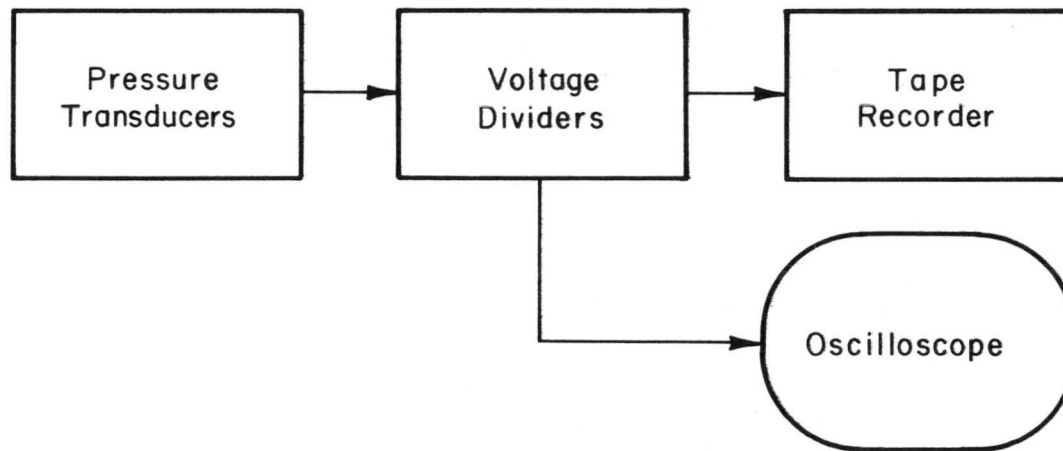 Pressure
Transducers
Voltage
Dividers
Tape
Recorder
Oscilloscope